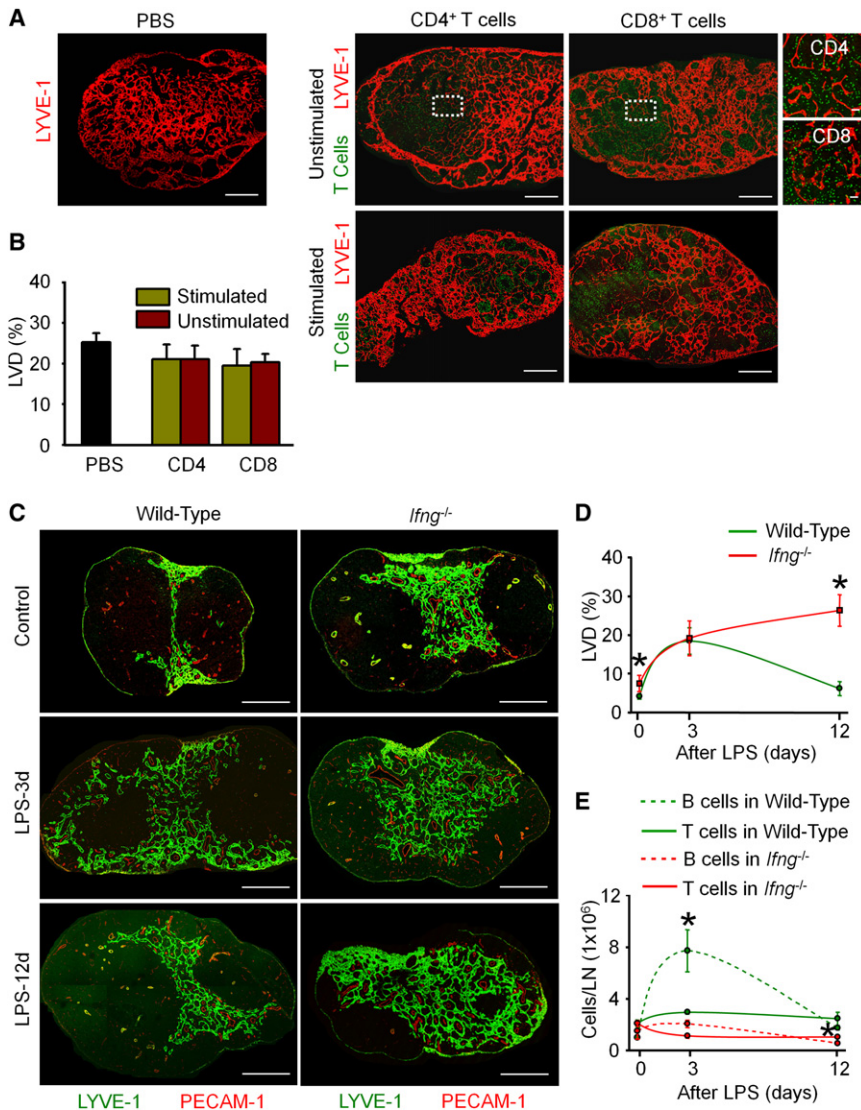 A
PBS
LYVE-1
CD4⁺ T cells
CD8⁺ T cells
Unstimulated
T Cells LYVE-1
CD4
CD8
Stimulated
T Cells LYVE-1
B
LVD (%)
40
30
20
10
0
Stimulated
Unstimulated
PBS
CD4
CD8
C
Wild-Type
Ifng⁻/⁻
Control
LPS-3d
LPS-12d
LYVE-1
PECAM-1
LYVE-1
PECAM-1
D
Wild-Type
Ifng⁻/⁻
LVD (%)
40
30
20
10
0
*
*
0
3
12
After LPS (days)
E
B cells in Wild-Type
T cells in Wild-Type
B cells in Ifng⁻/⁻
T cells in Ifng⁻/⁻
Cells/LN (1x10⁶)
12
9
6
3
0
*
*
0
3
12
After LPS (days)